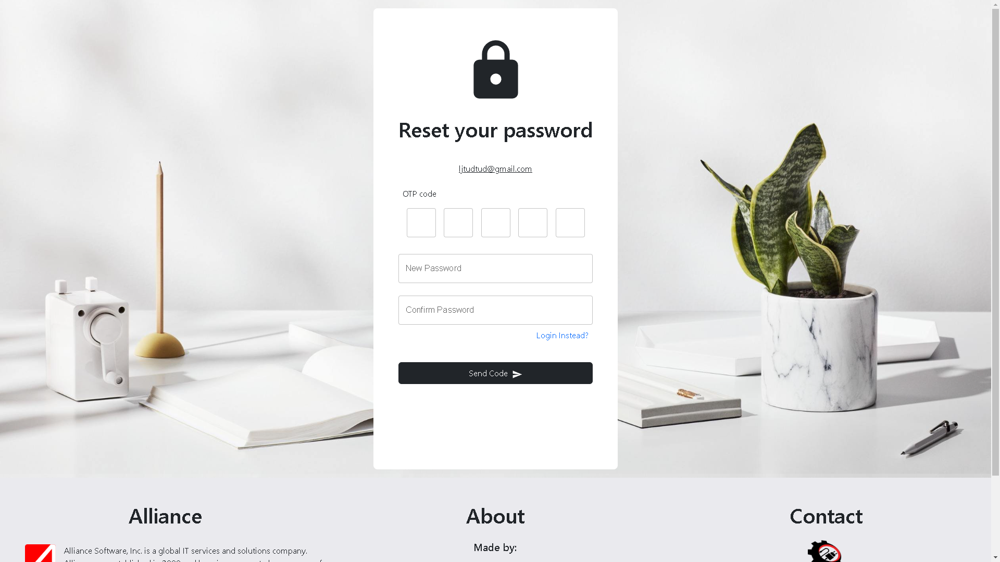 Reset your password
ljtudtud@gmail.com
OTP code
New Password
Confirm Password
Login Instead?
Send Code
Alliance
Alliance Software, Inc. is a global IT services and solutions company.
About
Made by:
Contact